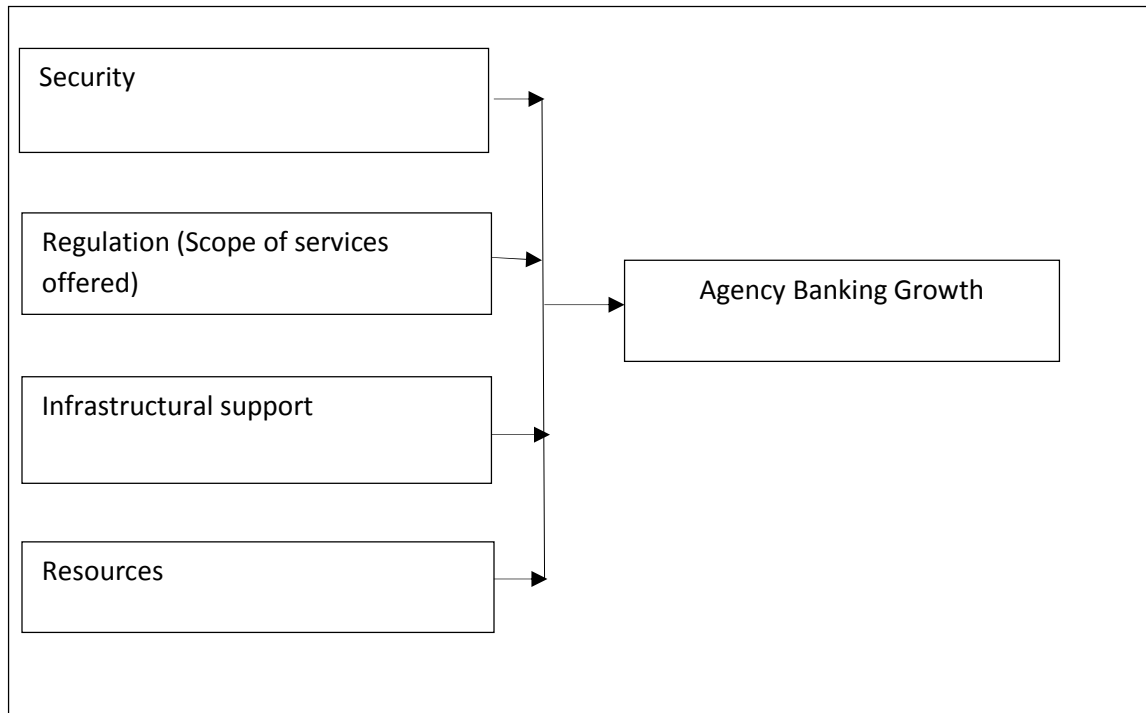 Security
Regulation (Scope of services
offered)
Agency Banking Growth
Infrastructural support
Resources